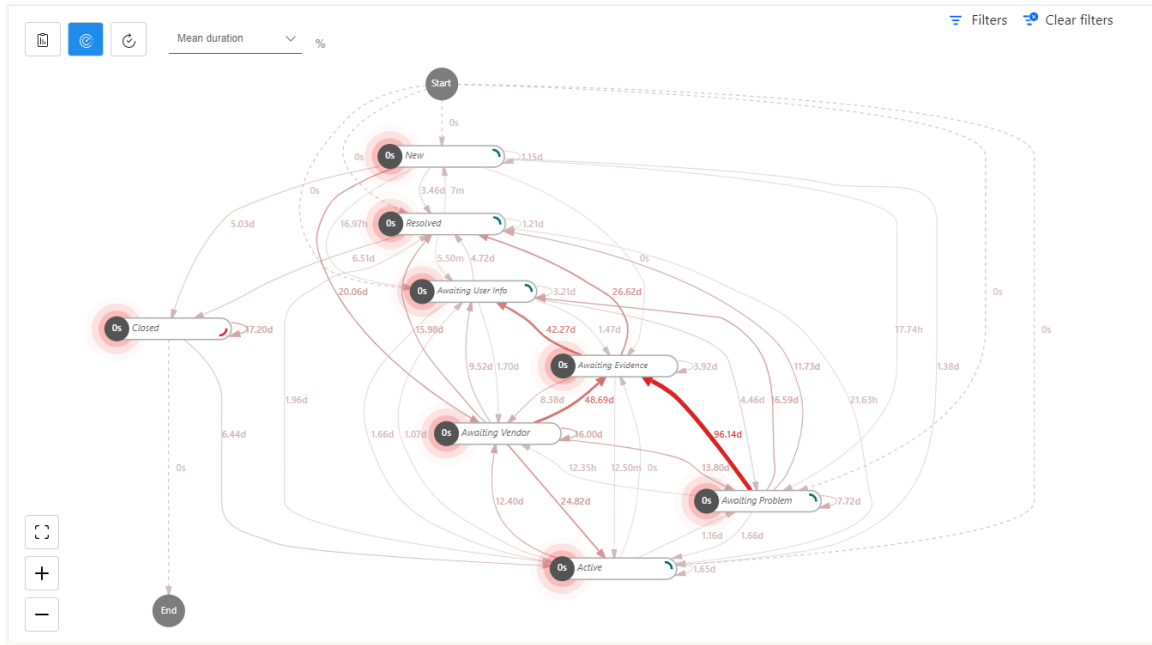 Filters
Clear filters
Mean duration
%
Start
0s
0s New 1.15d
0s
0s
3.46d 7m
5.03d
16.97h
0s Resolved 1.21d
6.51d
5.50m 4.72d
0s
20.06d
0s Awaiting User Info 3.21d
26.62d
0s
0s Closed 17.20d
15.98d
42.27d
1.47d
17.74h
0s
9.52d 1.70d
0s Awaiting Evidence 3.92d
11.73d
1.38d
1.96d
8.38d 48.69d
4.46d 16.59d
21.63h
6.44d
1.66d 1.07d
0s Awaiting Vendor 16.00d
96.14d
0s
12.35h 12.50m 0s
13.80d
12.40d 24.82d
0s Awaiting Problem 7.72d
1.16d 1.66d
0s Active 1.65d
End